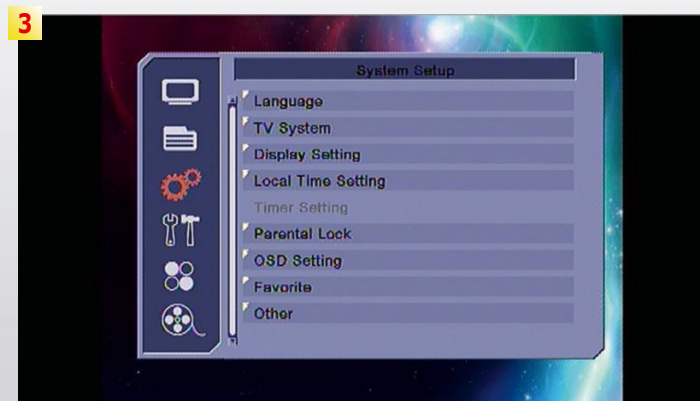 3
System Setup
Language
TV System
Display Setting
Local Time Setting
Timer Setting
Parental Lock
OSD Setting
Favorite
Other